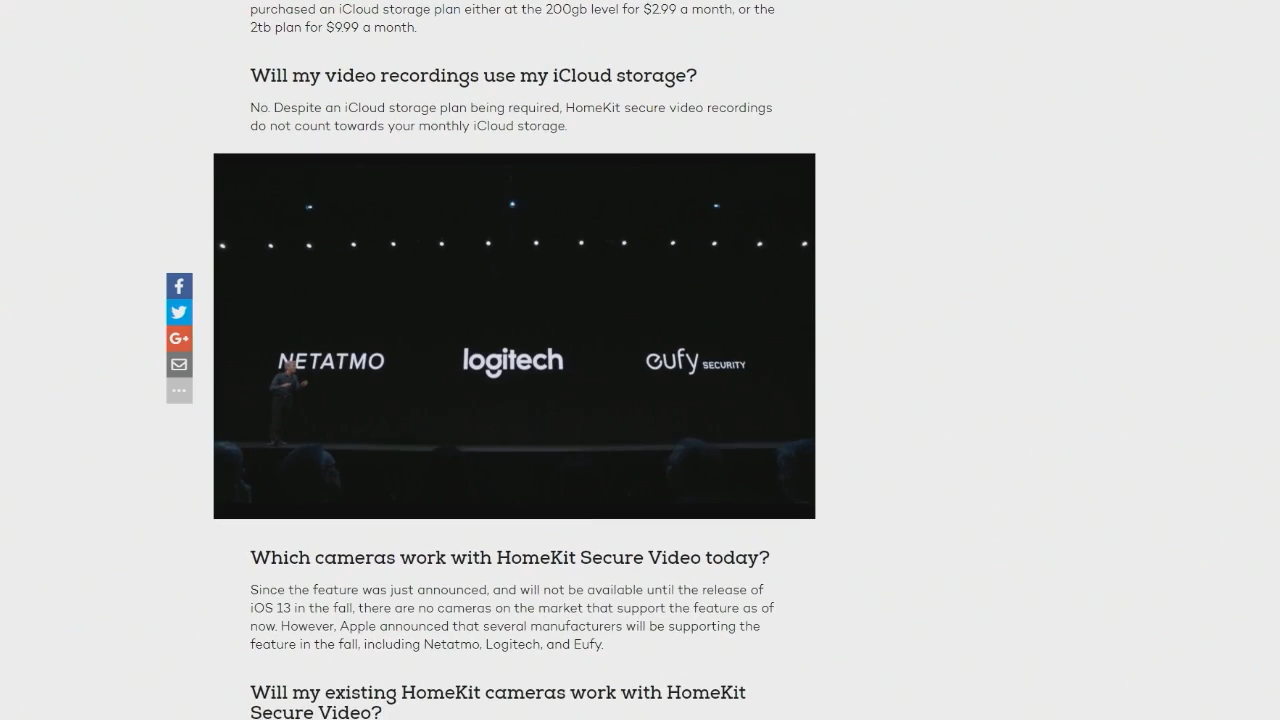 purchased an iCloud storage plan either at the 200gb level for $2.99 a month, or the
2tb plan for $9.99 a month.
Will my video recordings use my iCloud storage?
No. Despite an iCloud storage plan being required, HomeKit secure video recordings
do not count towards your monthly iCloud storage.
NETATMO
logitech
eufy SECURITY
f
G+
Which cameras work with HomeKit Secure Video today?
Since the feature was just announced, and will not be available until the release of
iOS 13 in the fall, there are no cameras on the market that support the feature as of
now. However, Apple announced that several manufacturers will be supporting the
feature in the fall, including Netatmo, Logitech, and Eufy.
Will my existing HomeKit cameras work with HomeKit
Secure Video?